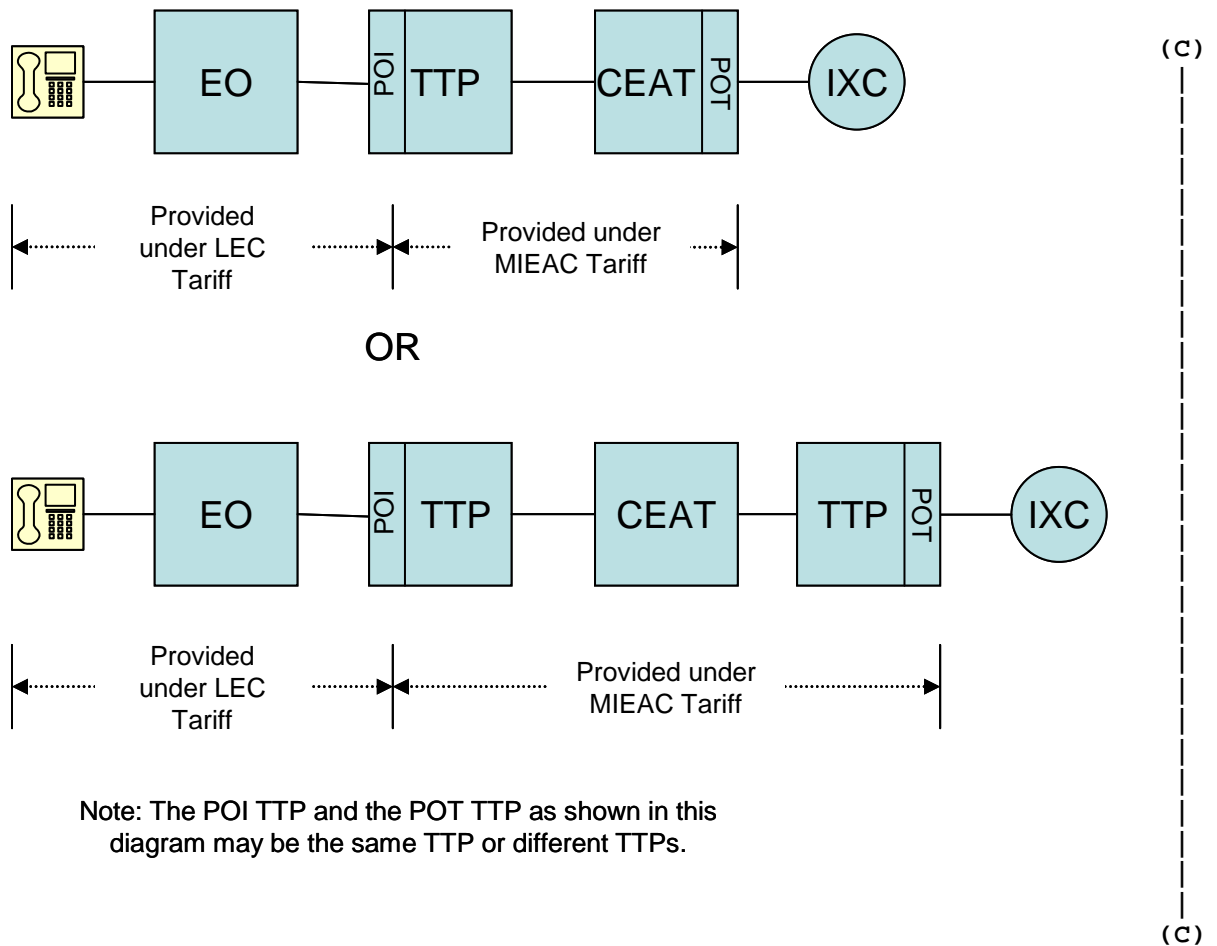 (C)
EO
POI
TTP
CEAT
POT
IXC
Provided
under LEC
Tariff
Provided under
MIEAC Tariff
OR
EO
POI
TTP
CEAT
TTP
POT
IXC
Provided
under LEC
Tariff
Provided under
MIEAC Tariff
Note: The POI TTP and the POT TTP as shown in this
diagram may be the same TTP or different TTPs.
(C)